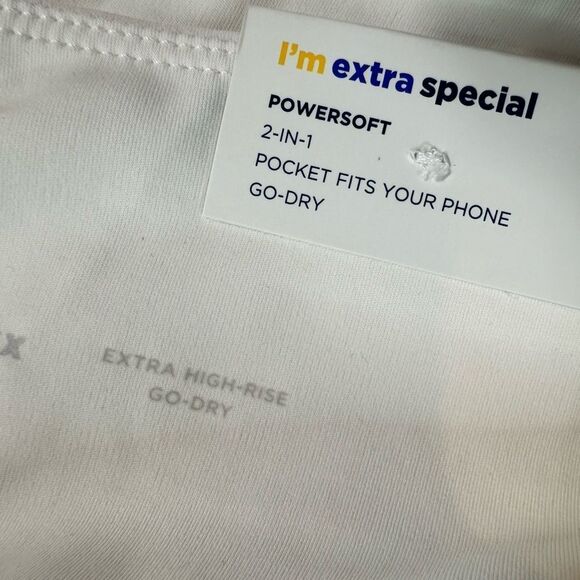 I'm extra special
POWERSOFT
2-IN-1
POCKET FITS YOUR PHONE
GO-DRY
EXTRA HIGH-RISE
GO-DRY